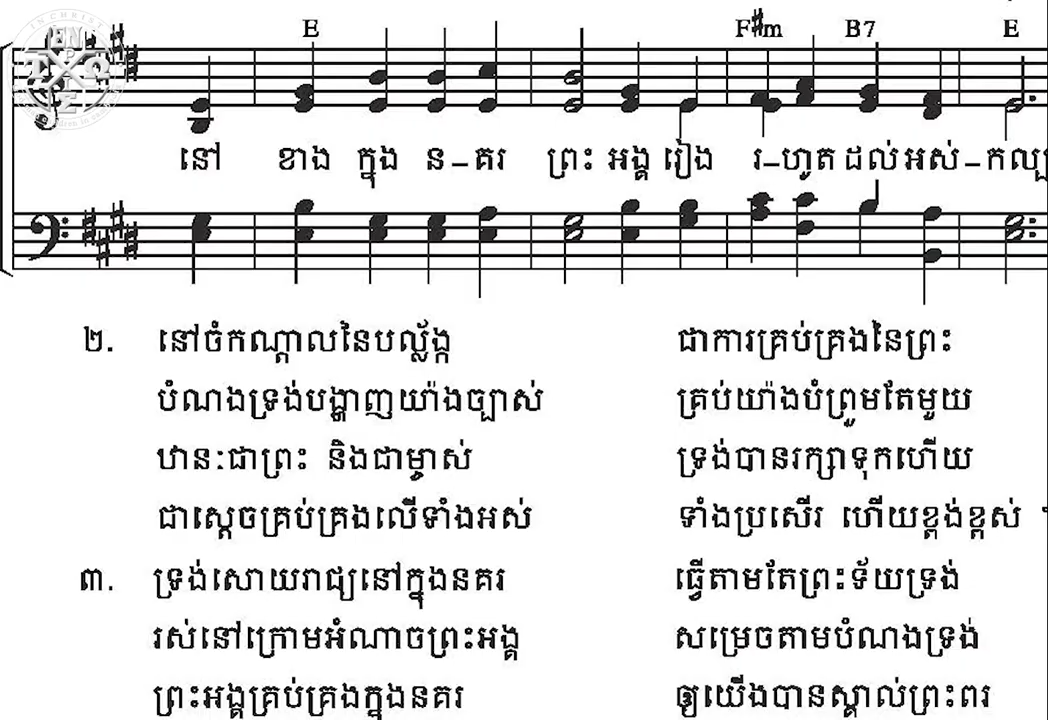 E F#m B7 E
នៅ ខាង ក្នុង ន–គរ ព្រះ អង្គ រៀង រ–ហូត ដល់ អស់–កល្ប
២. នៅចំកណ្ដាលនៃបល្ល័ង្ក ជាការគ្រប់គ្រងនៃព្រះ
បំណងទ្រង់បង្ហាញយ៉ាងច្បាស់ គ្រប់យ៉ាងបំព្រួមតែមួយ
ឋានៈជាព្រះ និងជាម្ចាស់ ទ្រង់បានរក្សាទុកហើយ
ជាស្ដេចគ្រប់គ្រងលើទាំងអស់ ទាំងប្រសើរ ហើយខ្ពង់ខ្ពស់
៣. ទ្រង់សោយរាជ្យនៅក្នុងនគរ ធ្វើតាមតែព្រះទ័យទ្រង់
រស់នៅក្រោមអំណាចព្រះអង្គ សម្រេចតាមបំណងទ្រង់
ព្រះអង្គគ្រប់គ្រងក្នុងនគរ ឲ្យយើងបានស្គាល់ព្រះពរ